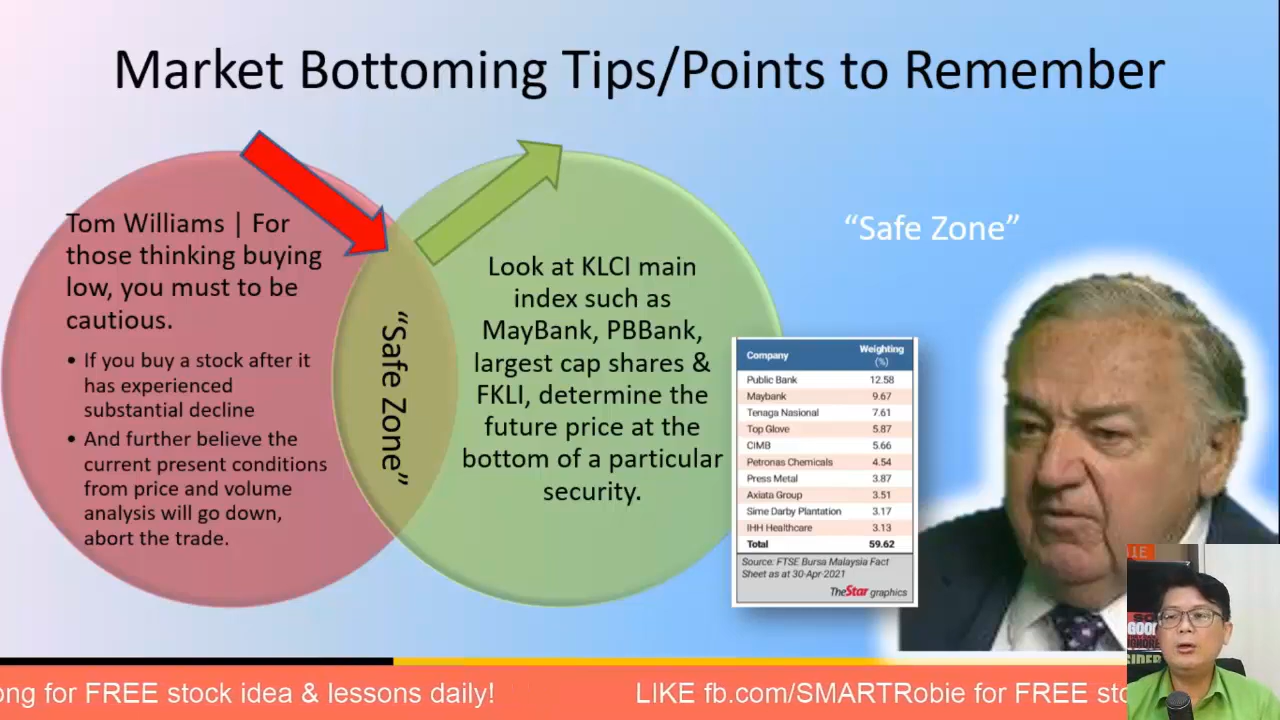 Market Bottoming Tips/Points to Remember
Tom Williams | For
those thinking buying
low, you must to be
cautious.
• If you buy a stock after it
has experienced
substantial decline
• And further believe the
current present conditions
from price and volume
analysis will go down,
abort the trade.
“Safe Zone”
Look at KLCI main
index such as
MayBank, PBBank,
largest cap shares &
FKLI, determine the
future price at the
bottom of a particular
security.
“Safe Zone”
Company Weighting (%)
Public Bank 12.58
Maybank 9.67
Tenaga Nasional 7.61
Top Glove 5.87
CIMB 5.66
Petronas Chemicals 4.54
Press Metal 3.87
Axiata Group 3.51
Sime Darby Plantation 3.17
IHH Healthcare 3.13
Total 59.62
Source: FTSE Bursa Malaysia Fact
Sheet as at 30-Apr-2021
TheStar graphics
GOOD
ong for FREE stock idea & lessons daily! LIKE fb.com/SMARTRobie for FREE sto